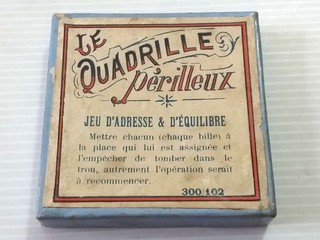 LE
QUADRILLE
périlleux
JEU D'ADRESSE & D'ÉQUILIBRE
Mettre chacun (chaque bille) à
la place qui lui est assignée et
l'empêcher de tomber dans le
trou, autrement l'opération serait
à recommencer.
300/102